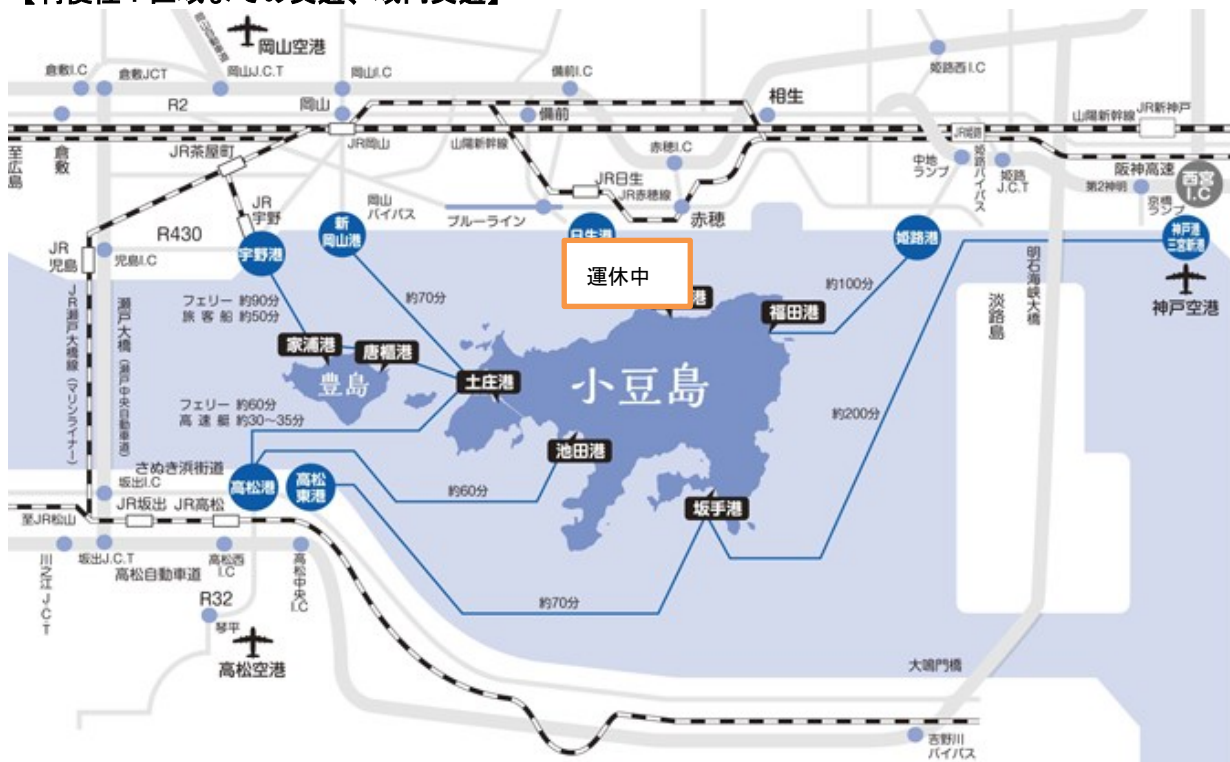 岡山空港
倉敷I.C
倉敷JCT
岡山J.C.T
岡山I.C
備前I.C
姫路西I.C
R2
岡山
備前
相生
山陽新幹線
JR新神戸
至広島
倉敷
JR茶屋町
JR岡山
山陽新幹線
赤穂I.C
JR姫路
中地
ランプ
姫路バイパス
姫路
J.C.T
阪神高速
第2神明
京橋
ランプ
西宮
I.C
JR日生
JR赤穂線
JR
宇野
岡山
バイパス
ブルーライン
赤穂
R430
JR
児島
児島I.C
宇野港
新
岡山港
日生港
姫路港
神戸港
三宮新港
神戸空港
運休中
港
福田港
約100分
約70分
フェリー 約90分
旅客船 約50分
家浦港
唐櫃港
豊島
土庄港
小豆島
淡路島
明石海峡大橋
瀬戸大橋(瀬戸中央自動車道)
JR瀬戸大橋線(マリンライナー)
フェリー 約60分
高速艇 約30~35分
約200分
池田港
さぬき浜街道
坂出I.C
高松港
高松
東港
約60分
坂手港
JR坂出
JR高松
至JR松山
川之江J.C.T
坂出J.C.T
高松自動車道
高松西
I.C
高松中央I.C
R32
琴平
高松空港
約70分
大鳴門橋
吉野川
バイパス